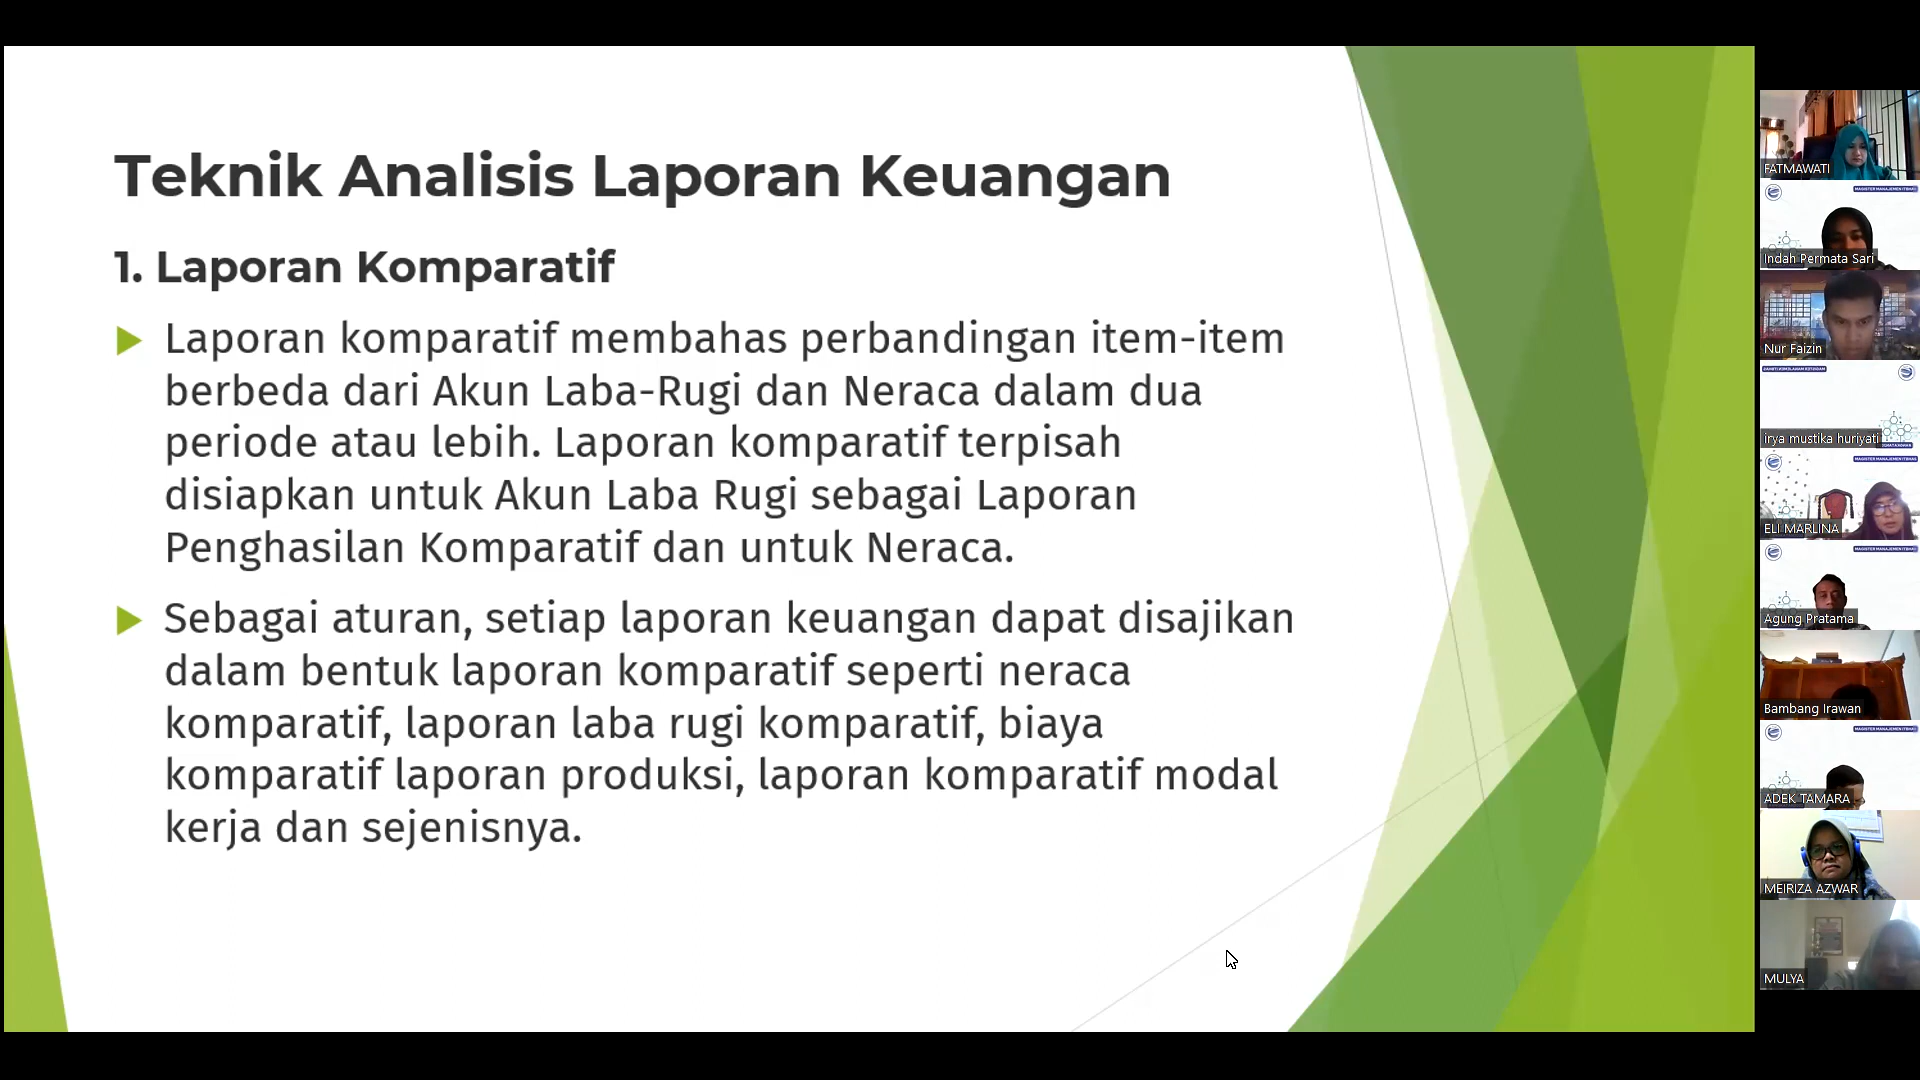 Teknik Analisis Laporan Keuangan
1. Laporan Komparatif
Laporan komparatif membahas perbandingan item-item
berbeda dari Akun Laba-Rugi dan Neraca dalam dua
periode atau lebih. Laporan komparatif terpisah
disiapkan untuk Akun Laba Rugi sebagai Laporan
Penghasilan Komparatif dan untuk Neraca.
Sebagai aturan, setiap laporan keuangan dapat disajikan
dalam bentuk laporan komparatif seperti neraca
komparatif, laporan laba rugi komparatif, biaya
komparatif laporan produksi, laporan komparatif modal
kerja dan sejenisnya.
FATMAWATI
Indah Permata Sari
Nur Faizin
irya mustika huriyati
ELI MARLINA
Agung Pratama
Bambang Irawan
ADEK TAMARA
MEIRIZA AZWAR
MULYA